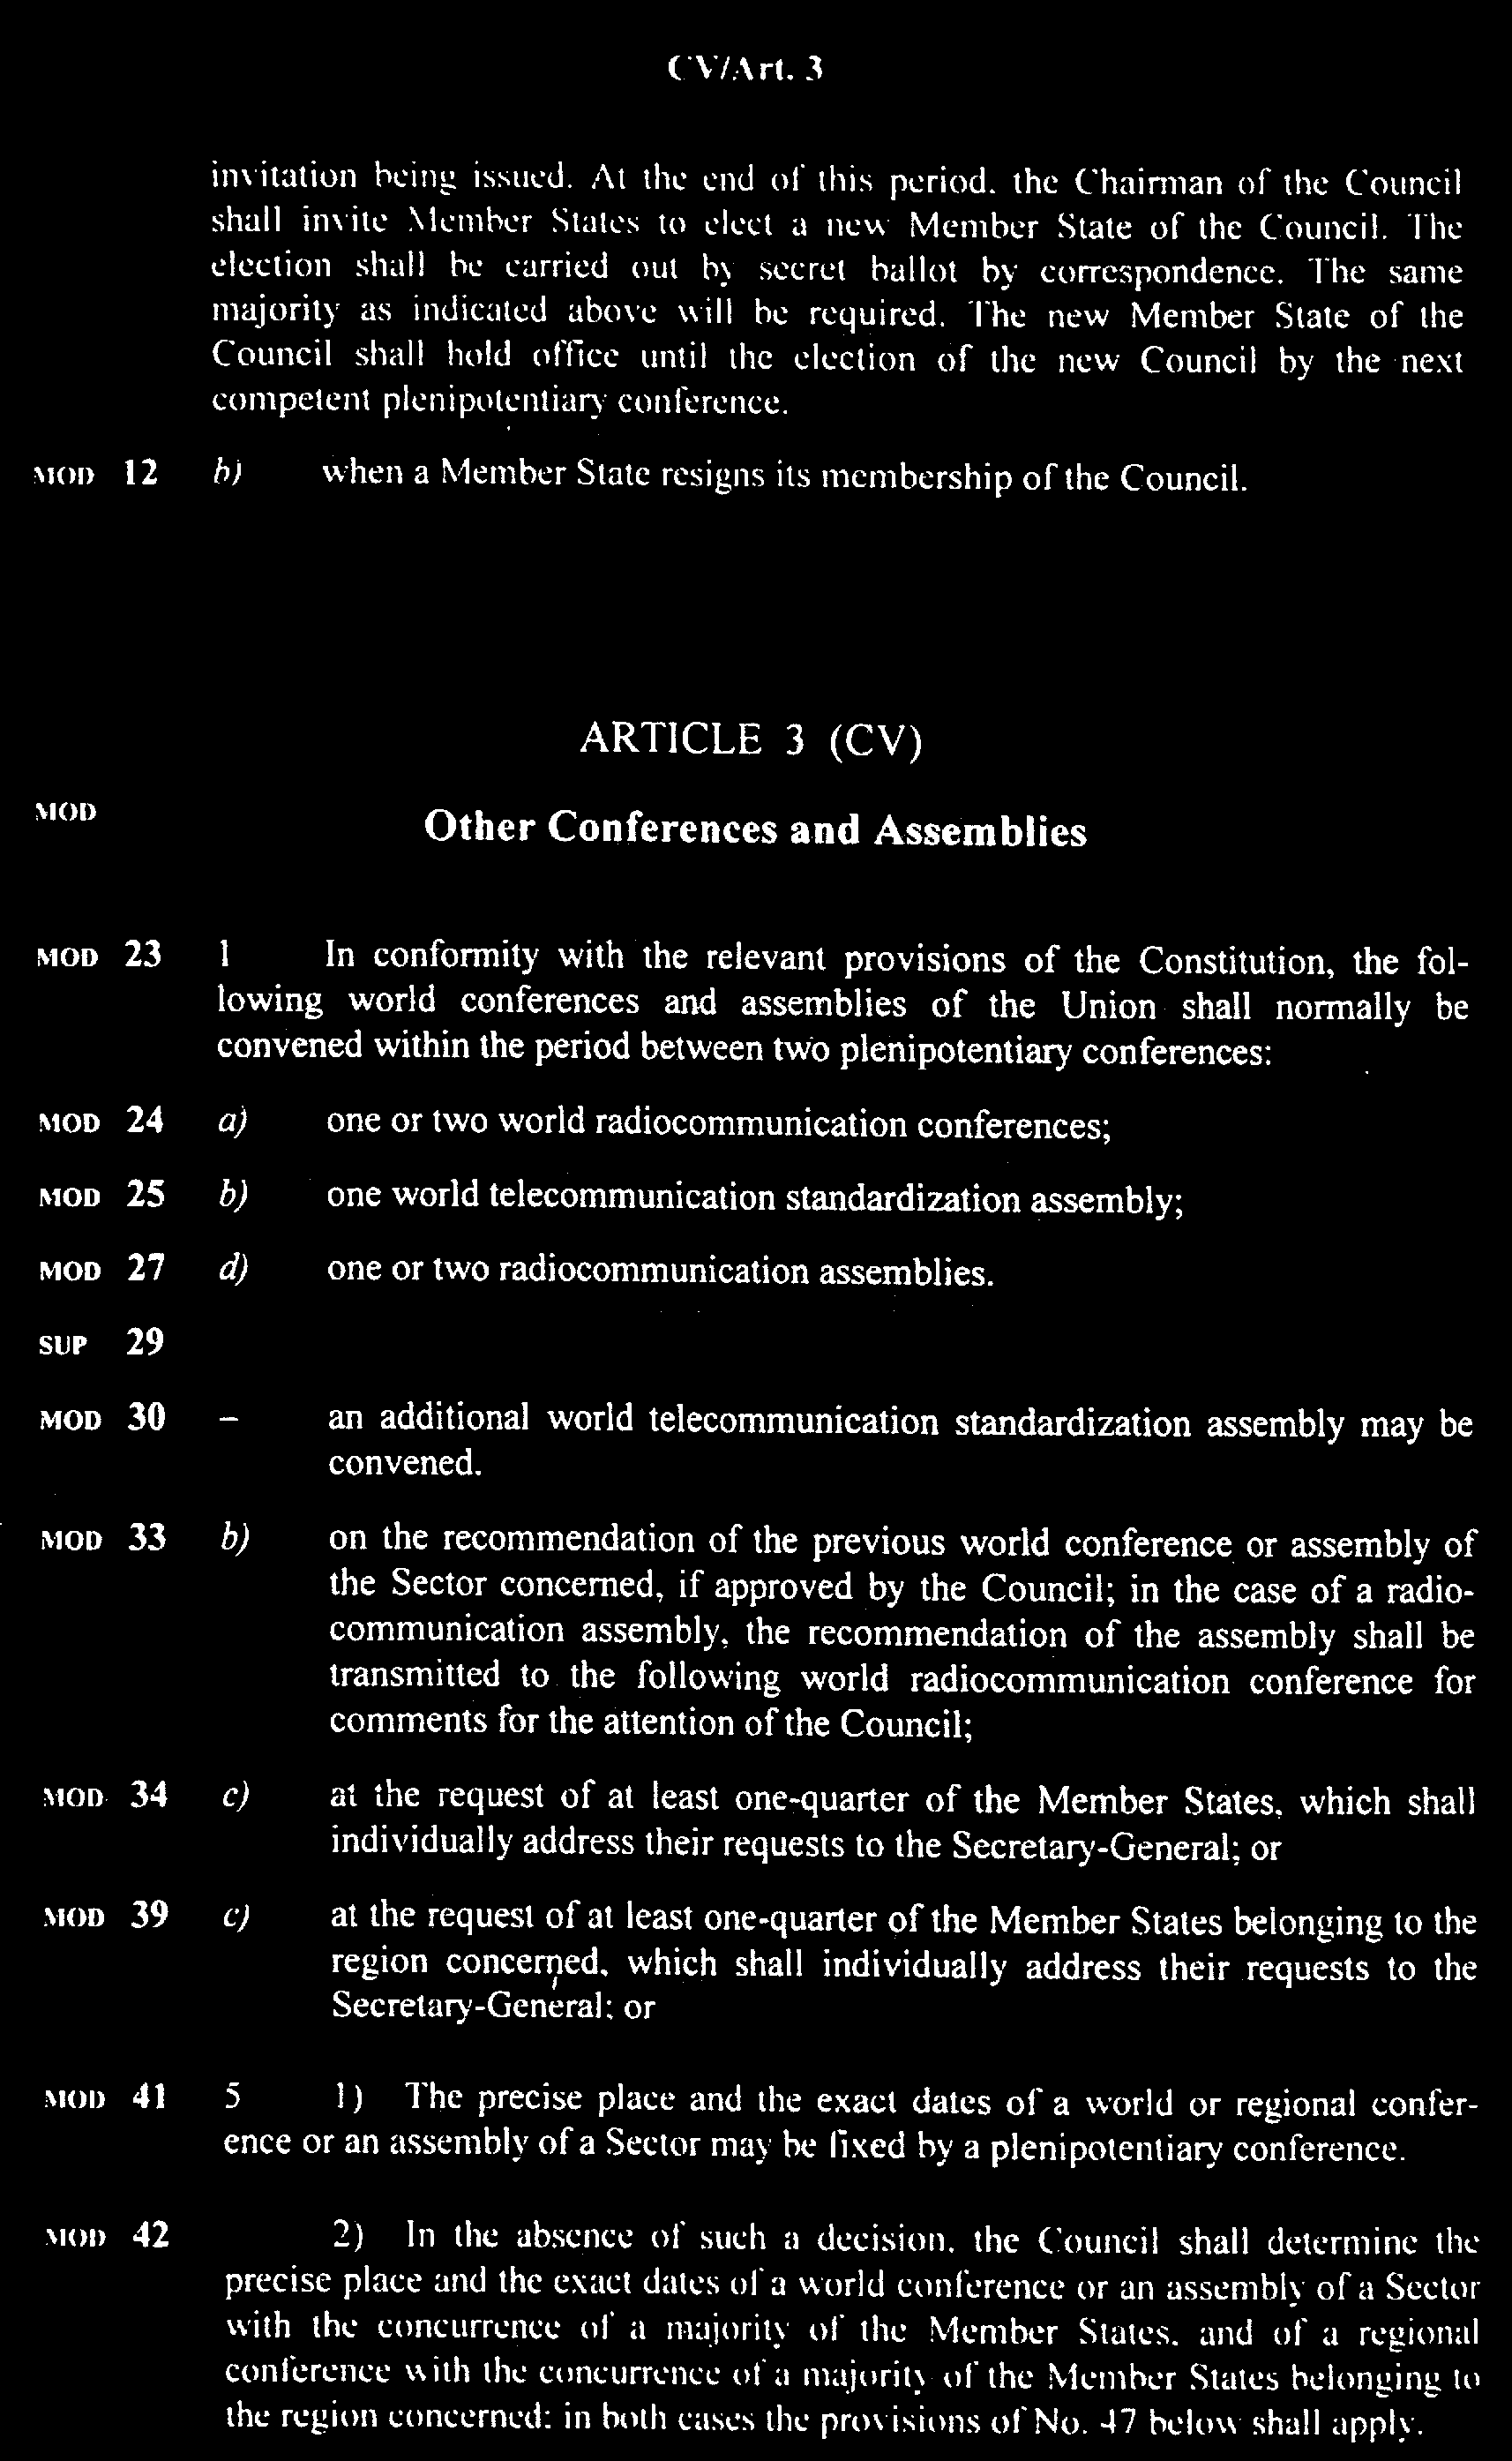 CV/Art. 3
invitation being issued. At the end of this period, the Chairman of the Council
shall invite Member States to elect a new Member State of the Council. The
election shall be carried out by secret ballot by correspondence. The same
majority as indicated above will be required. The new Member State of the
Council shall hold office until the election of the new Council by the next
competent plenipotentiary conference.
MOD 12 b) when a Member State resigns its membership of the Council.
ARTICLE 3 (CV)
MOD
Other Conferences and Assemblies
MOD 23 1 In conformity with the relevant provisions of the Constitution, the fol-
lowing world conferences and assemblies of the Union shall normally be
convened within the period between two plenipotentiary conferences:
MOD 24 a) one or two world radiocommunication conferences;
MOD 25 b) one world telecommunication standardization assembly;
MOD 27 d) one or two radiocommunication assemblies.
SUP 29
MOD 30 – an additional world telecommunication standardization assembly may be
convened.
MOD 33 b) on the recommendation of the previous world conference or assembly of
the Sector concerned, if approved by the Council; in the case of a radio-
communication assembly, the recommendation of the assembly shall be
transmitted to the following world radiocommunication conference for
comments for the attention of the Council;
MOD 34 c) at the request of at least one-quarter of the Member States, which shall
individually address their requests to the Secretary-General; or
MOD 39 c) at the request of at least one-quarter of the Member States belonging to the
region concerned, which shall individually address their requests to the
Secretary-General; or
MOD 41 5 1) The precise place and the exact dates of a world or regional confer-
ence or an assembly of a Sector may be fixed by a plenipotentiary conference.
MOD 42 2) In the absence of such a decision, the Council shall determine the
precise place and the exact dates of a world conference or an assembly of a Sector
with the concurrence of a majority of the Member States, and of a regional
conference with the concurrence of a majority of the Member States belonging to
the region concerned; in both cases the provisions of No. 47 below shall apply.